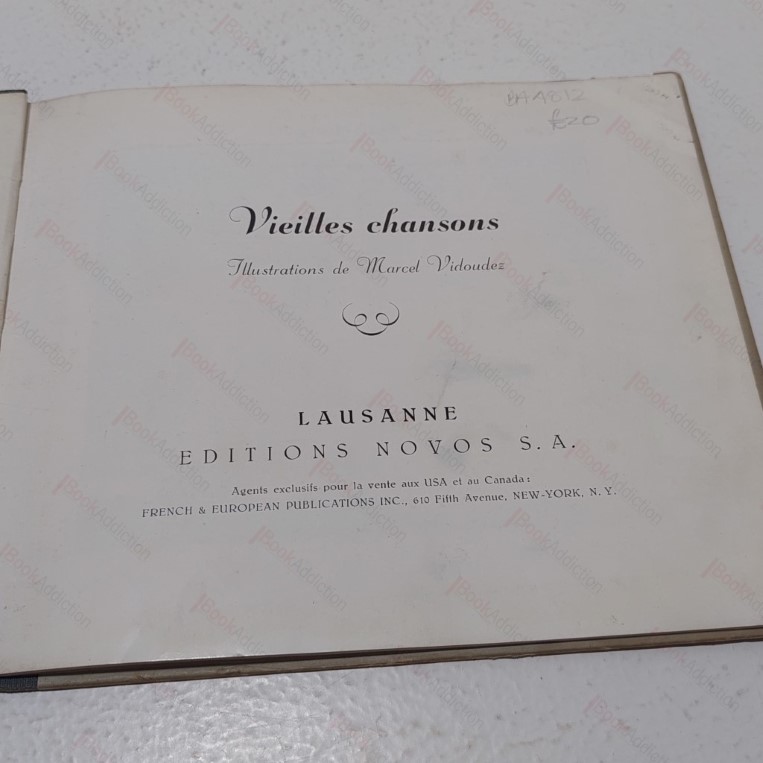 £20
Vieilles chansons
Illustrations de Marcel Vidoudez
LAUSANNE
EDITIONS NOVOS S. A.
Agents exclusifs pour la vente aux USA et au Canada:
FRENCH & EUROPEAN PUBLICATIONS INC., 610 Fifth Avenue, NEW-YORK, N. Y.
BookAddiction